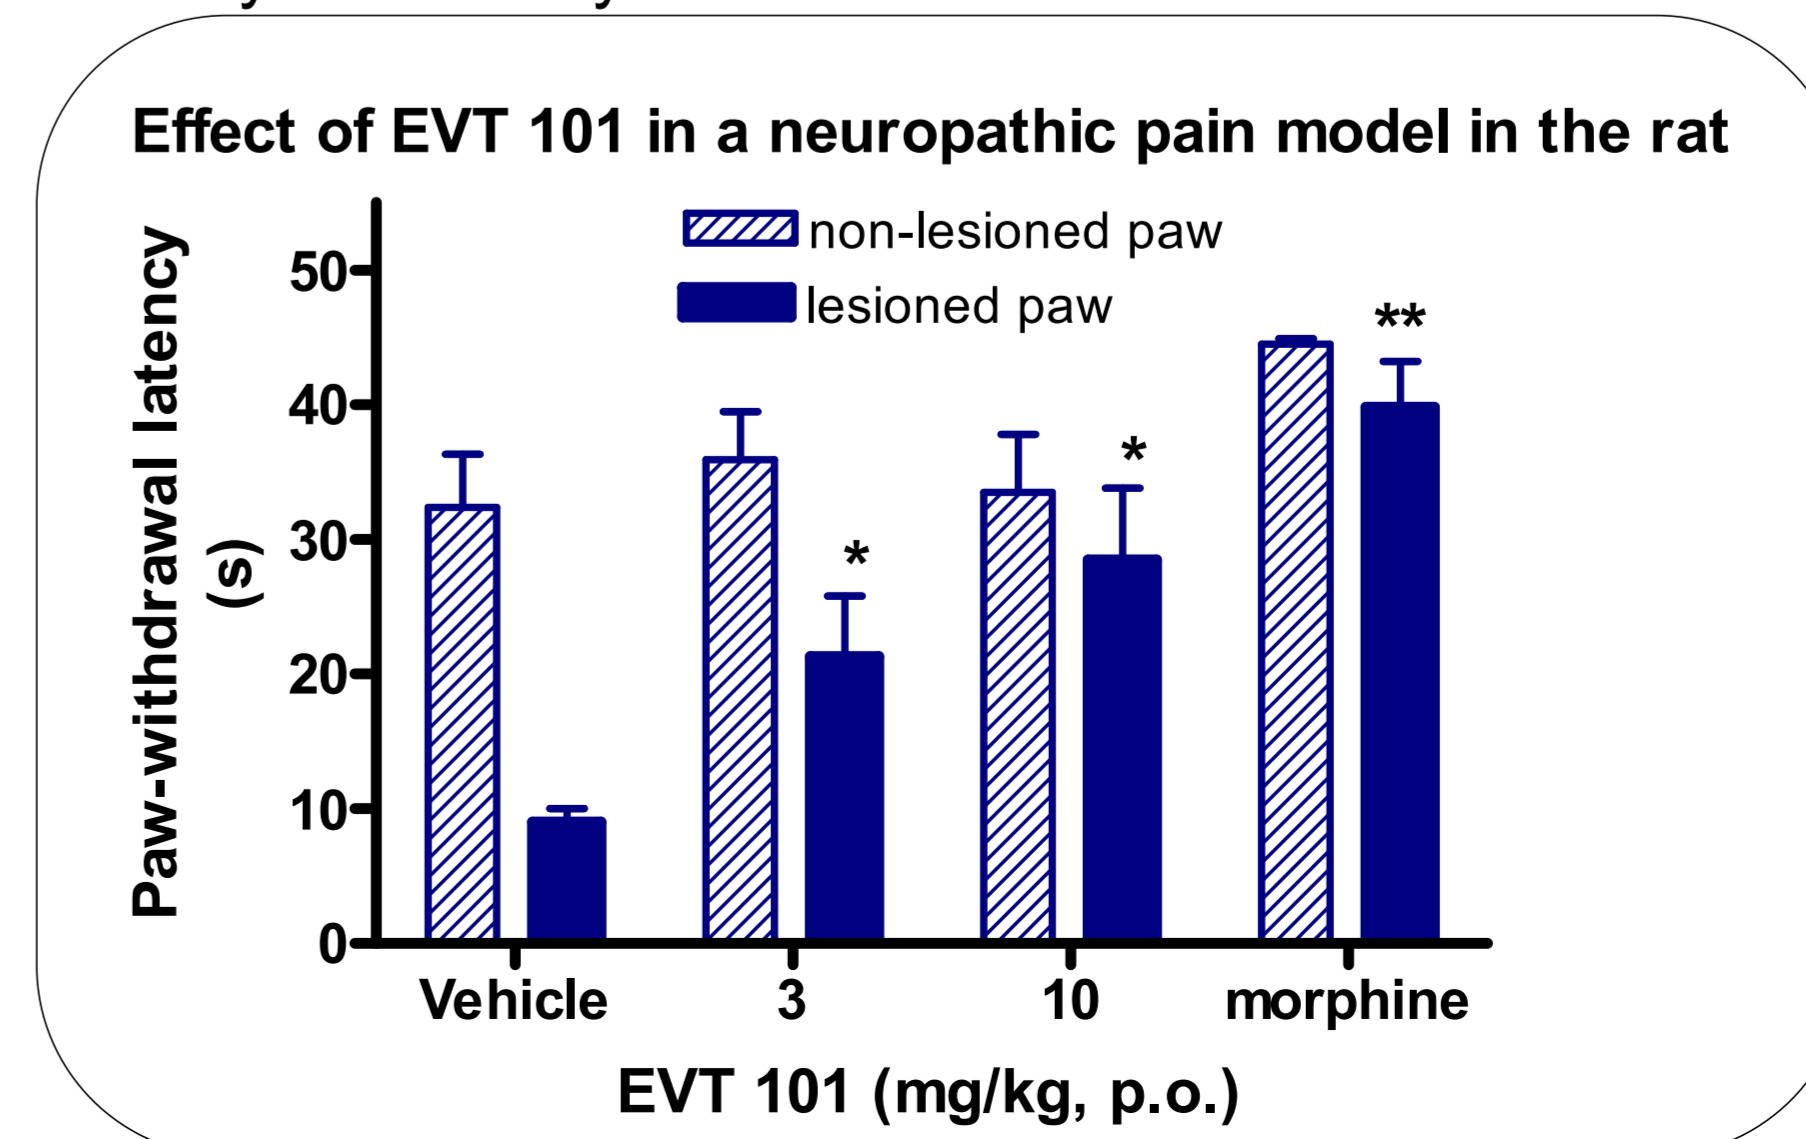 Effect of EVT 101 in a neuropathic pain model in the rat
non-lesioned paw
lesioned paw
Paw-withdrawal latency
(s)
50
40
30
20
10
0
*
*
**
Vehicle
3
10
morphine
EVT 101 (mg/kg, p.o.)